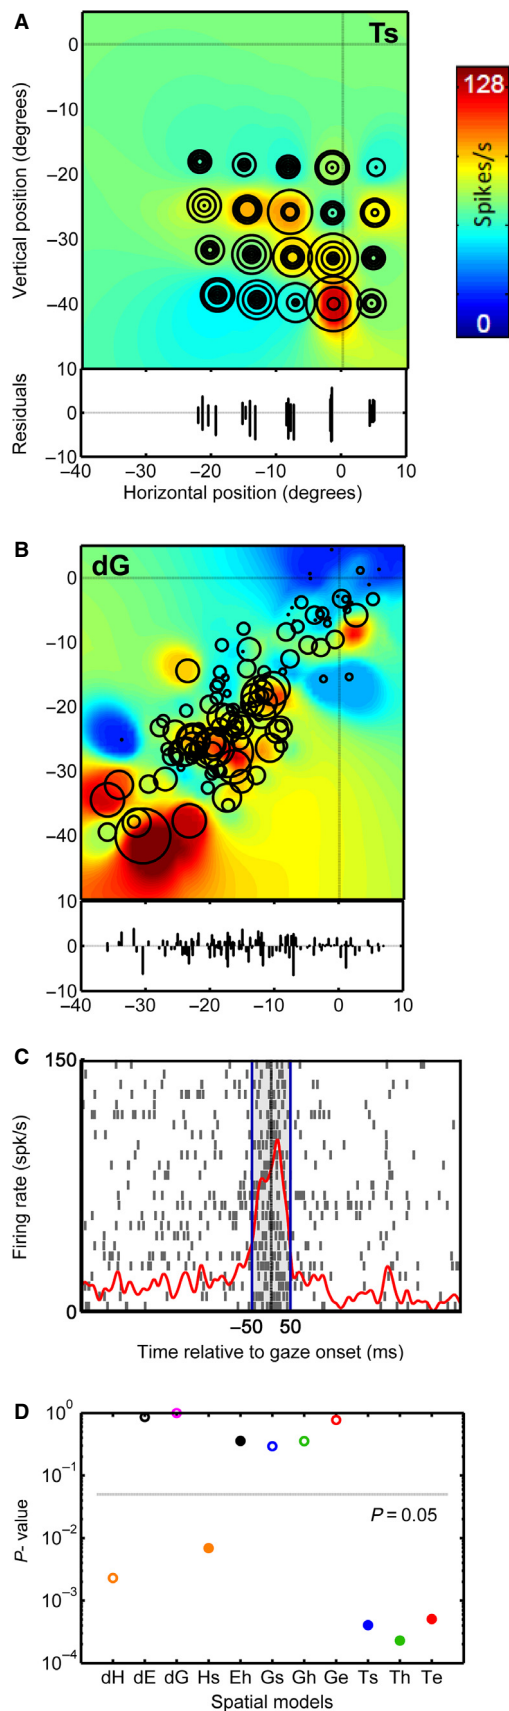 A
Ts
0
−10
−20
−30
−40
Vertical position (degrees)
128
Spikes/s
0
10
0
−10
Residuals
−40 −30 −20 −10 0 10
Horizontal position (degrees)
B
dG
0
−10
−20
−30
−40
10
0
−10
−40 −30 −20 −10 0 10
C
150
0
Firing rate (spk/s)
−50 50
Time relative to gaze onset (ms)
D
10⁰
10⁻¹
10⁻²
10⁻³
10⁻⁴
P- value
P = 0.05
dH dE dG Hs Eh Gs Gh Ge Ts Th Te
Spatial models